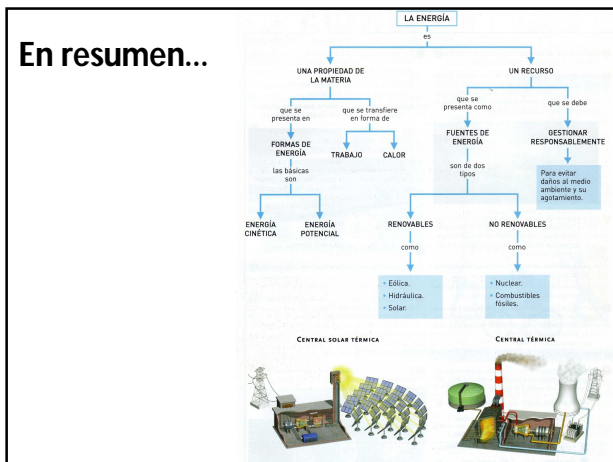 En resumen...
LA ENERGÍA
es
UNA PROPIEDAD DE
LA MATERIA
UN RECURSO
que se
presenta en
que se transfiere
en forma de
que se
presenta como
que se debe
FORMAS DE
ENERGÍA
TRABAJO
CALOR
FUENTES DE
ENERGÍA
GESTIONAR
RESPONSABLEMENTE
las básicas
son
son de dos
tipos
Para evitar
daños al medio
ambiente y su
agotamiento.
ENERGÍA
CINÉTICA
ENERGÍA
POTENCIAL
RENOVABLES
NO RENOVABLES
como
como
• Eólica.
• Hidráulica.
• Solar.
• Nuclear.
• Combustibles
fósiles.
CENTRAL SOLAR TÉRMICA
CENTRAL TÉRMICA